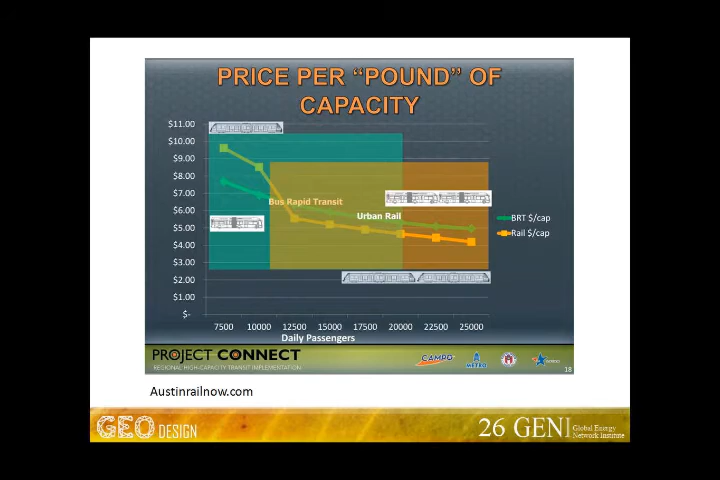 PRICE PER “POUND” OF
CAPACITY
$11.00
$10.00
$9.00
$8.00
$7.00
$6.00
$5.00
$4.00
$3.00
$2.00
$1.00
$-
Bus Rapid Transit
Urban Rail
BRT $/cap
Rail $/cap
7500 10000 12500 15000 17500 20000 22500 25000
Daily Passengers
PROJECT CONNECT
REGIONAL HIGH-CAPACITY TRANSIT IMPLEMENTATION
CAMPO
METRO
18
Austinrailnow.com
GEO DESIGN
26 GENI Global Energy
Network Institute